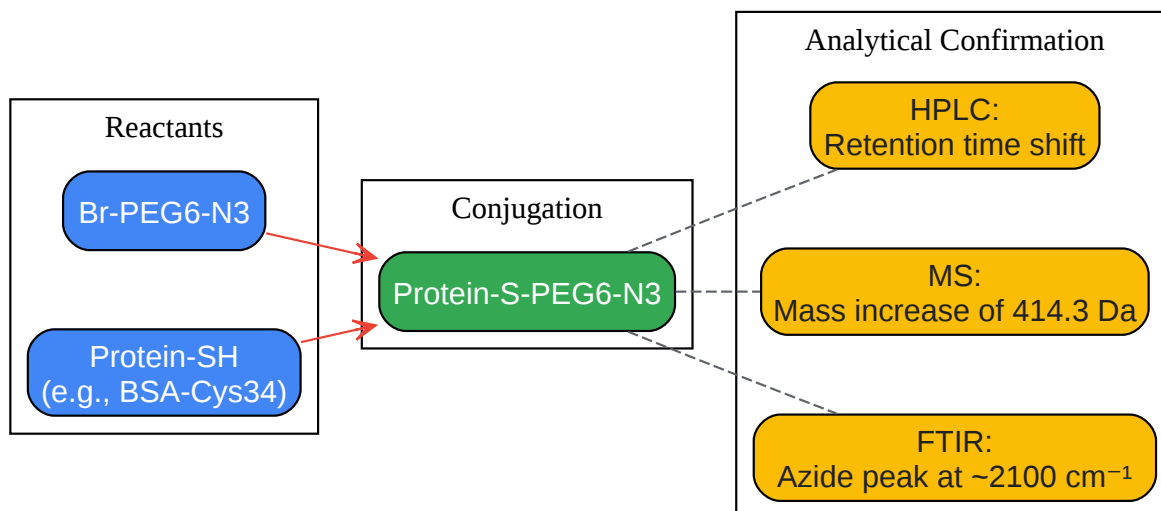 Reactants
Br-PEG6-N3
Protein-SH
(e.g., BSA-Cys34)
Conjugation
Protein-S-PEG6-N3
Analytical Confirmation
HPLC:
Retention time shift
MS:
Mass increase of 414.3 Da
FTIR:
Azide peak at ~2100 cm⁻¹